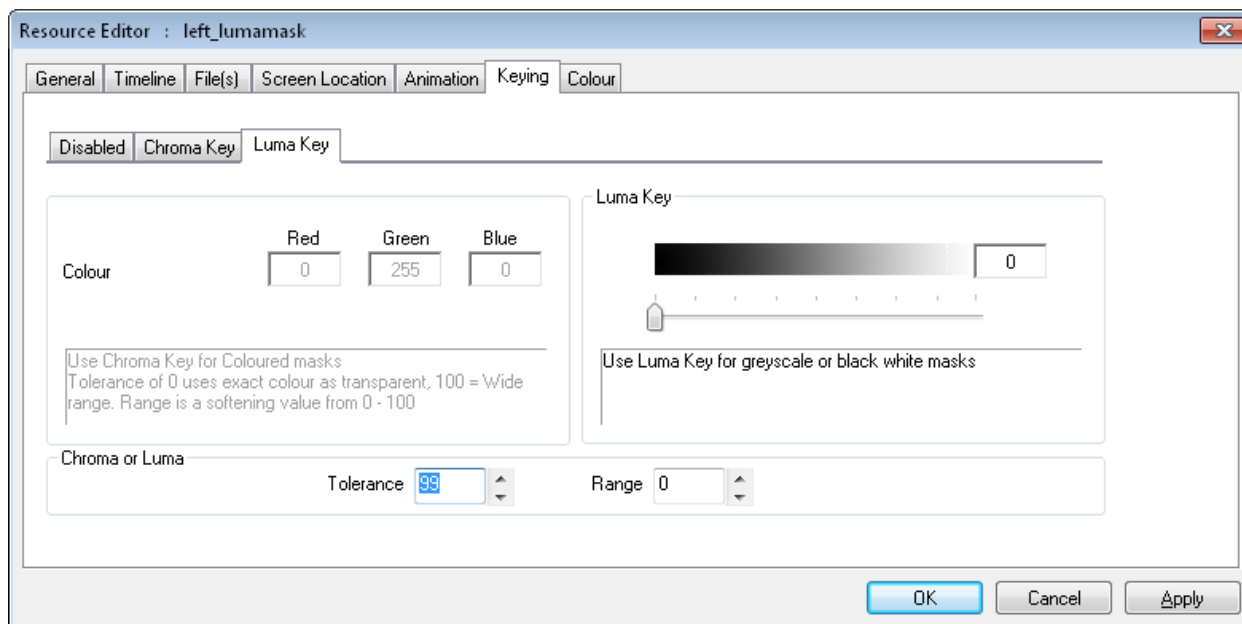 Resource Editor : left_lumamask
General Timeline File(s) Screen Location Animation Keying Colour
Disabled Chroma Key Luma Key
Red Green Blue
Colour 0 255 0
Use Chroma Key for Coloured masks
Tolerance of 0 uses exact colour as transparent, 100 = Wide
range. Range is a softening value from 0 - 100
Luma Key
0
Use Luma Key for greyscale or black white masks
Chroma or Luma
Tolerance 99 Range 0
OK Cancel Apply